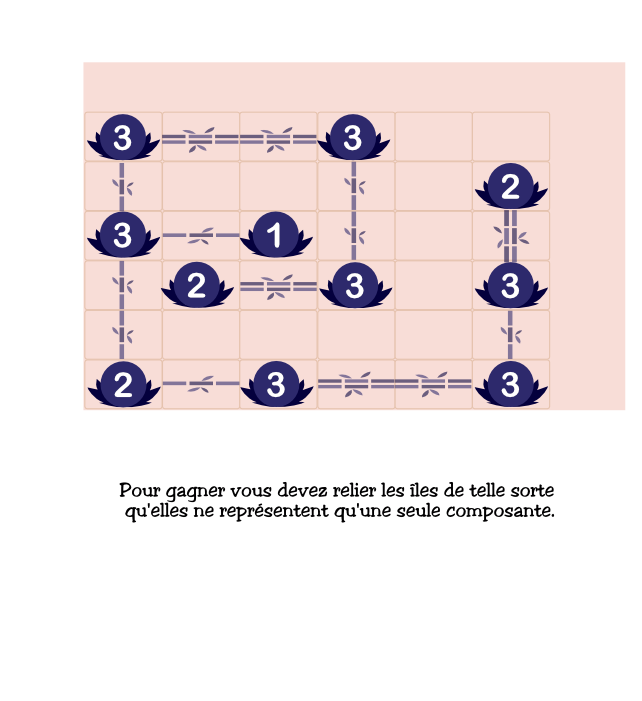 3 3
2
3 1
2 3 3
2 3 3
Pour gagner vous devez relier les îles de telle sorte
qu'elles ne représentent qu'une seule composante.